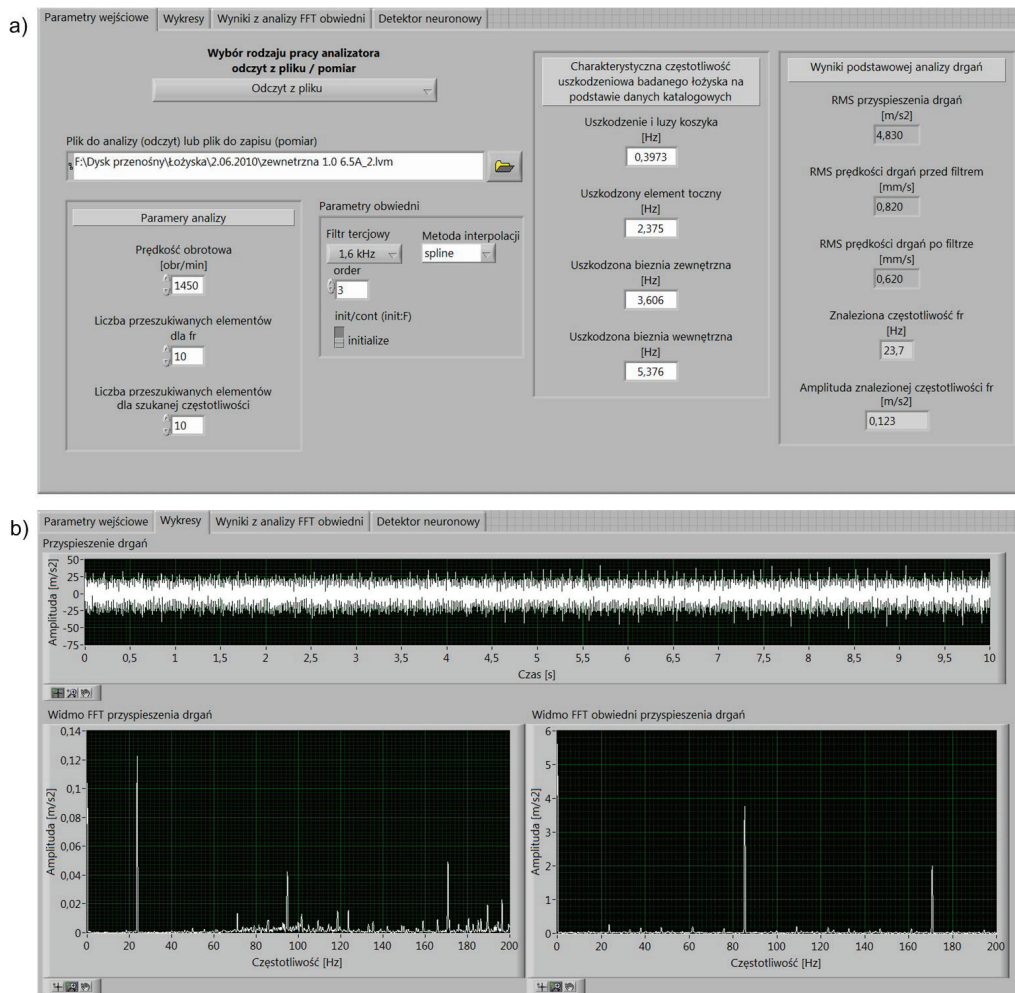 a)
Parametry wejściowe Wykresy Wyniki z analizy FFT obwiedni Detektor neuronowy
Wybór rodzaju pracy analizatora
odczyt z pliku / pomiar
Odczyt z pliku
Plik do analizy (odczyt) lub plik do zapisu (pomiar)
F:\Dysk przenośny\Łożyska\2.06.2010\zewnetrzna 1.0 6.5A_2.lvm
Paramery analizy
Prędkość obrotowa
[obr/min]
1450
Liczba przeszukiwanych elementów
dla fr
10
Liczba przeszukiwanych elementów
dla szukanej częstotliwości
10
Parametry obwiedni
Filtr tercjowy
1,6 kHz
Metoda interpolacji
spline
order
3
init/cont (init:F)
initialize
Charakterystyczna częstotliwość
uszkodzeniowa badanego łożyska na
podstawie danych katalogowych
Uszkodzenie i luzy koszyka
[Hz]
0,3973
Uszkodzony element toczny
[Hz]
2,375
Uszkodzona bieznia zewnętrzna
[Hz]
3,606
Uszkodzona bieznia wewnętrzna
[Hz]
5,376
Wyniki podstawowej analizy drgań
RMS przyspieszenia drgań
[m/s2]
4,830
RMS prędkości drgań przed filtrem
[mm/s]
0,820
RMS prędkości drgań po filtrze
[mm/s]
0,620
Znaleziona częstotliwość fr
[Hz]
23,7
Amplituda znalezionej częstotliwości fr
[m/s2]
0,123
b)
Parametry wejściowe Wykresy Wyniki z analizy FFT obwiedni Detektor neuronowy
Przyspieszenie drgań
Amplituda [m/s2]
50
25
0
-25
-50
-75
0 0,5 1 1,5 2 2,5 3 3,5 4 4,5 5 5,5 6 6,5 7 7,5 8 8,5 9 9,5 10
Czas [s]
Widmo FFT przyspieszenia drgań
Amplituda [m/s2]
0,14
0,12
0,1
0,08
0,06
0,04
0,02
0
0 20 40 60 80 100 120 140 160 180 200
Częstotliwość [Hz]
Widmo FFT obwiedni przyspieszenia drgań
Amplituda [m/s2]
6
5
4
3
2
1
0
0 20 40 60 80 100 120 140 160 180 200
Częstotliwość [Hz]